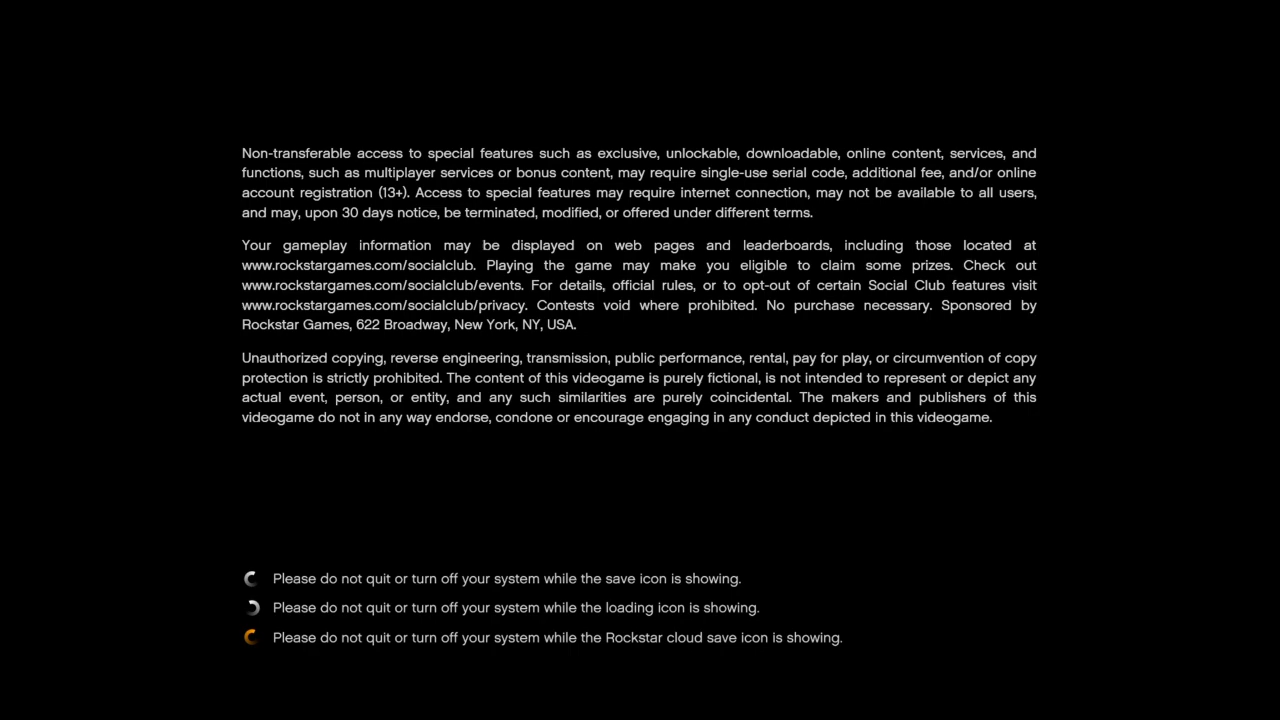 Non-transferable access to special features such as exclusive, unlockable, downloadable, online content, services, and
functions, such as multiplayer services or bonus content, may require single-use serial code, additional fee, and/or online
account registration (13+). Access to special features may require internet connection, may not be available to all users,
and may, upon 30 days notice, be terminated, modified, or offered under different terms.
Your gameplay information may be displayed on web pages and leaderboards, including those located at
www.rockstargames.com/socialclub. Playing the game may make you eligible to claim some prizes. Check out
www.rockstargames.com/socialclub/events. For details, official rules, or to opt-out of certain Social Club features visit
www.rockstargames.com/socialclub/privacy. Contests void where prohibited. No purchase necessary. Sponsored by
Rockstar Games, 622 Broadway, New York, NY, USA.
Unauthorized copying, reverse engineering, transmission, public performance, rental, pay for play, or circumvention of copy
protection is strictly prohibited. The content of this videogame is purely fictional, is not intended to represent or depict any
actual event, person, or entity, and any such similarities are purely coincidental. The makers and publishers of this
videogame do not in any way endorse, condone or encourage engaging in any conduct depicted in this videogame.
Please do not quit or turn off your system while the save icon is showing.
Please do not quit or turn off your system while the loading icon is showing.
Please do not quit or turn off your system while the Rockstar cloud save icon is showing.